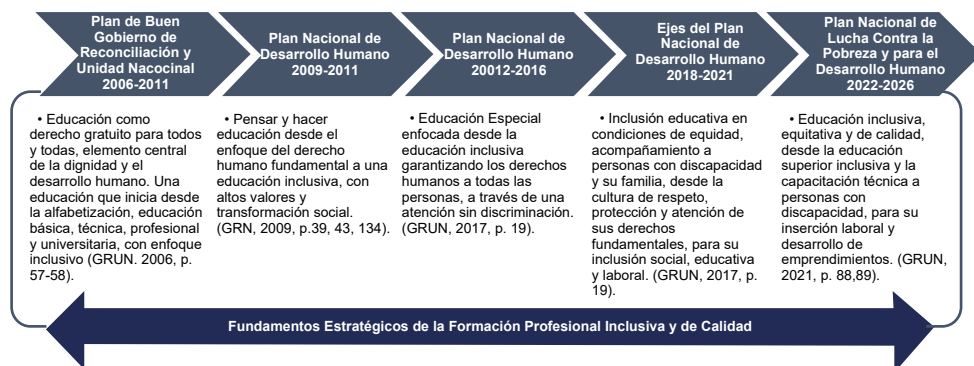 Plan de Buen
Gobierno de
Reconciliación y
Unidad Nacocinal
2006-2011
• Educación como
derecho gratuito para todos
y todas, elemento central
de la dignidad y el
desarrollo humano. Una
educación que inicia desde
la alfabetización, educación
básica, técnica, profesional
y universitaria, con enfoque
inclusivo (GRUN. 2006, p.
57-58).
Plan Nacional de
Desarrollo Humano
2009-2011
• Pensar y hacer
educación desde el
enfoque del derecho
humano fundamental a una
educación inclusiva, con
altos valores y
transformación social.
(GRN, 2009, p.39, 43, 134).
Plan Nacional de
Desarrollo Humano
20012-2016
• Educación Especial
enfocada desde la
educación inclusiva
garantizando los derechos
humanos a todas las
personas, a través de una
atención sin discriminación.
(GRUN, 2017, p. 19).
Ejes del Plan
Nacional de
Desarrollo Humano
2018-2021
• Inclusión educativa en
condiciones de equidad,
acompañamiento a
personas con discapacidad
y su familia, desde la
cultura de respeto,
protección y atención de
sus derechos
fundamentales, para su
inclusión social, educativa
y laboral. (GRUN, 2017, p.
19).
Plan Nacional de
Lucha Contra la
Pobreza y para el
Desarrollo Humano
2022-2026
• Educación inclusiva,
equitativa y de calidad,
desde la educación
superior inclusiva y la
capacitación técnica a
personas con
discapacidad, para su
inserción laboral y
desarrollo de
emprendimientos. (GRUN,
2021, p. 88,89).
Fundamentos Estratégicos de la Formación Profesional Inclusiva y de Calidad